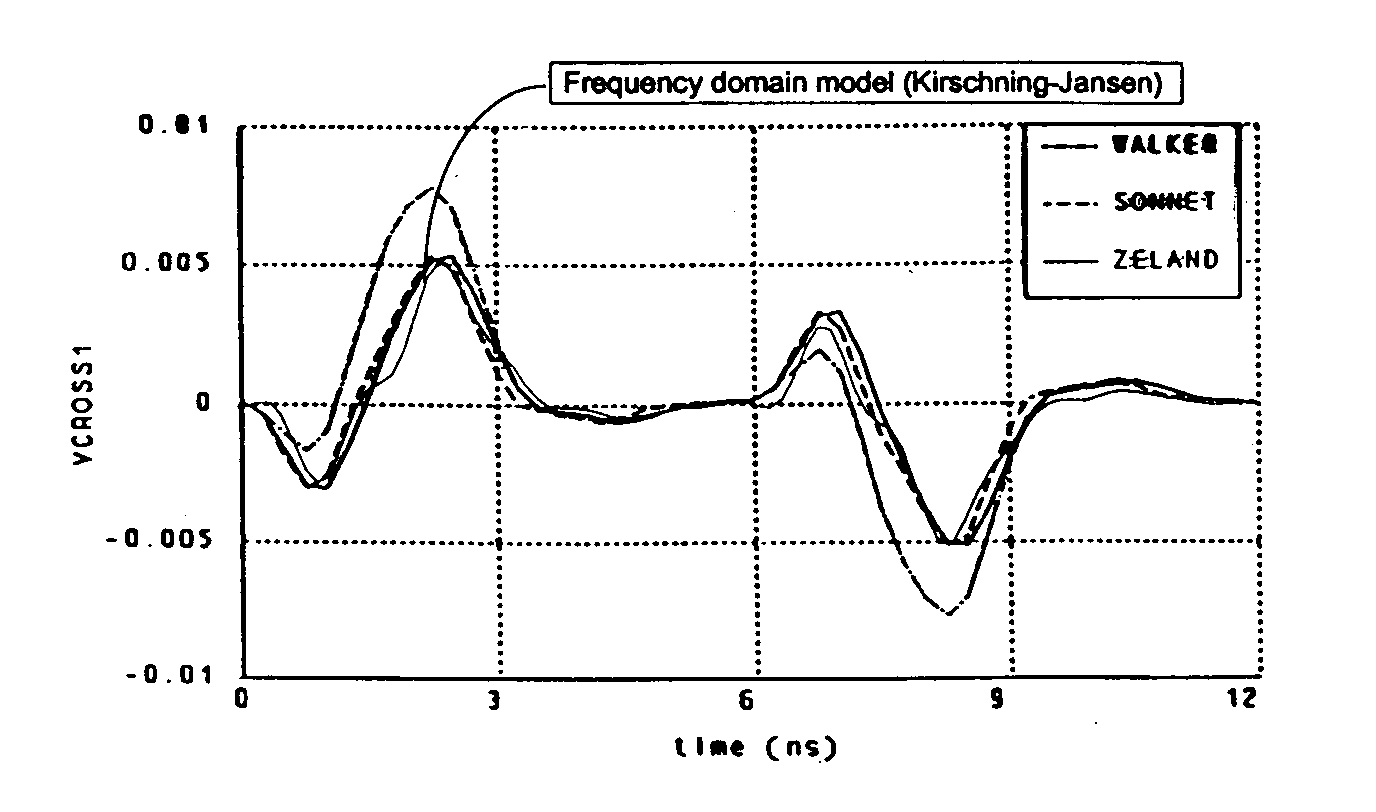 Frequency domain model (Kirschning-Jansen)
0.01
0.005
0
-0.005
-0.01
VCROSS1
WALKER
SONNET
ZELAND
0 3 6 9 12
time (ns)